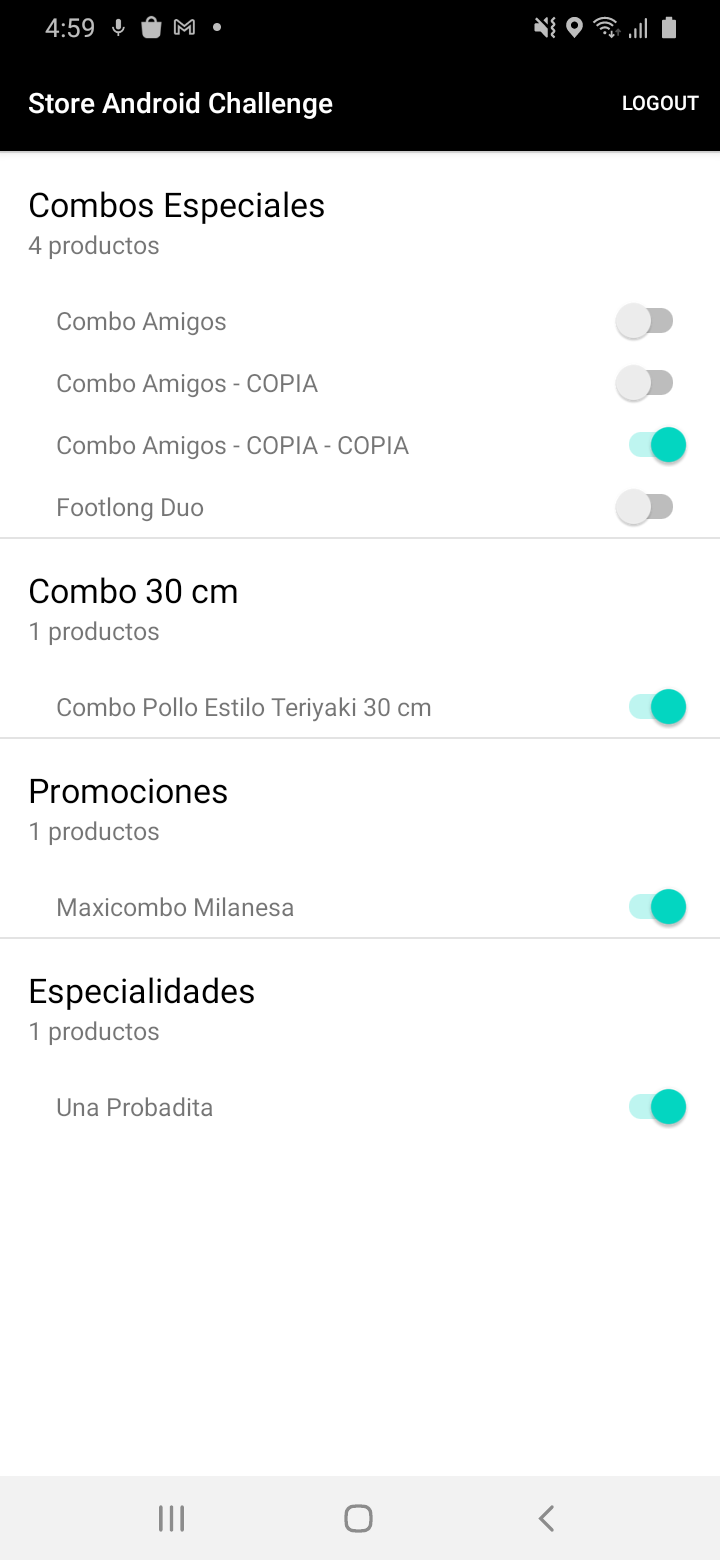 4:59
Store Android Challenge LOGOUT
Combos Especiales
4 productos
Combo Amigos
Combo Amigos - COPIA
Combo Amigos - COPIA - COPIA
Footlong Duo
Combo 30 cm
1 productos
Combo Pollo Estilo Teriyaki 30 cm
Promociones
1 productos
Maxicombo Milanesa
Especialidades
1 productos
Una Probadita